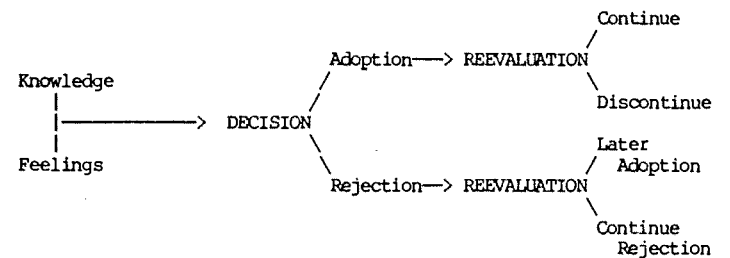 Continue
Adoption—> REEVALUATION
Knowledge
Discontinue
DECISION
Later
Adoption
Feelings
Rejection—> REEVALUATION
Continue
Rejection